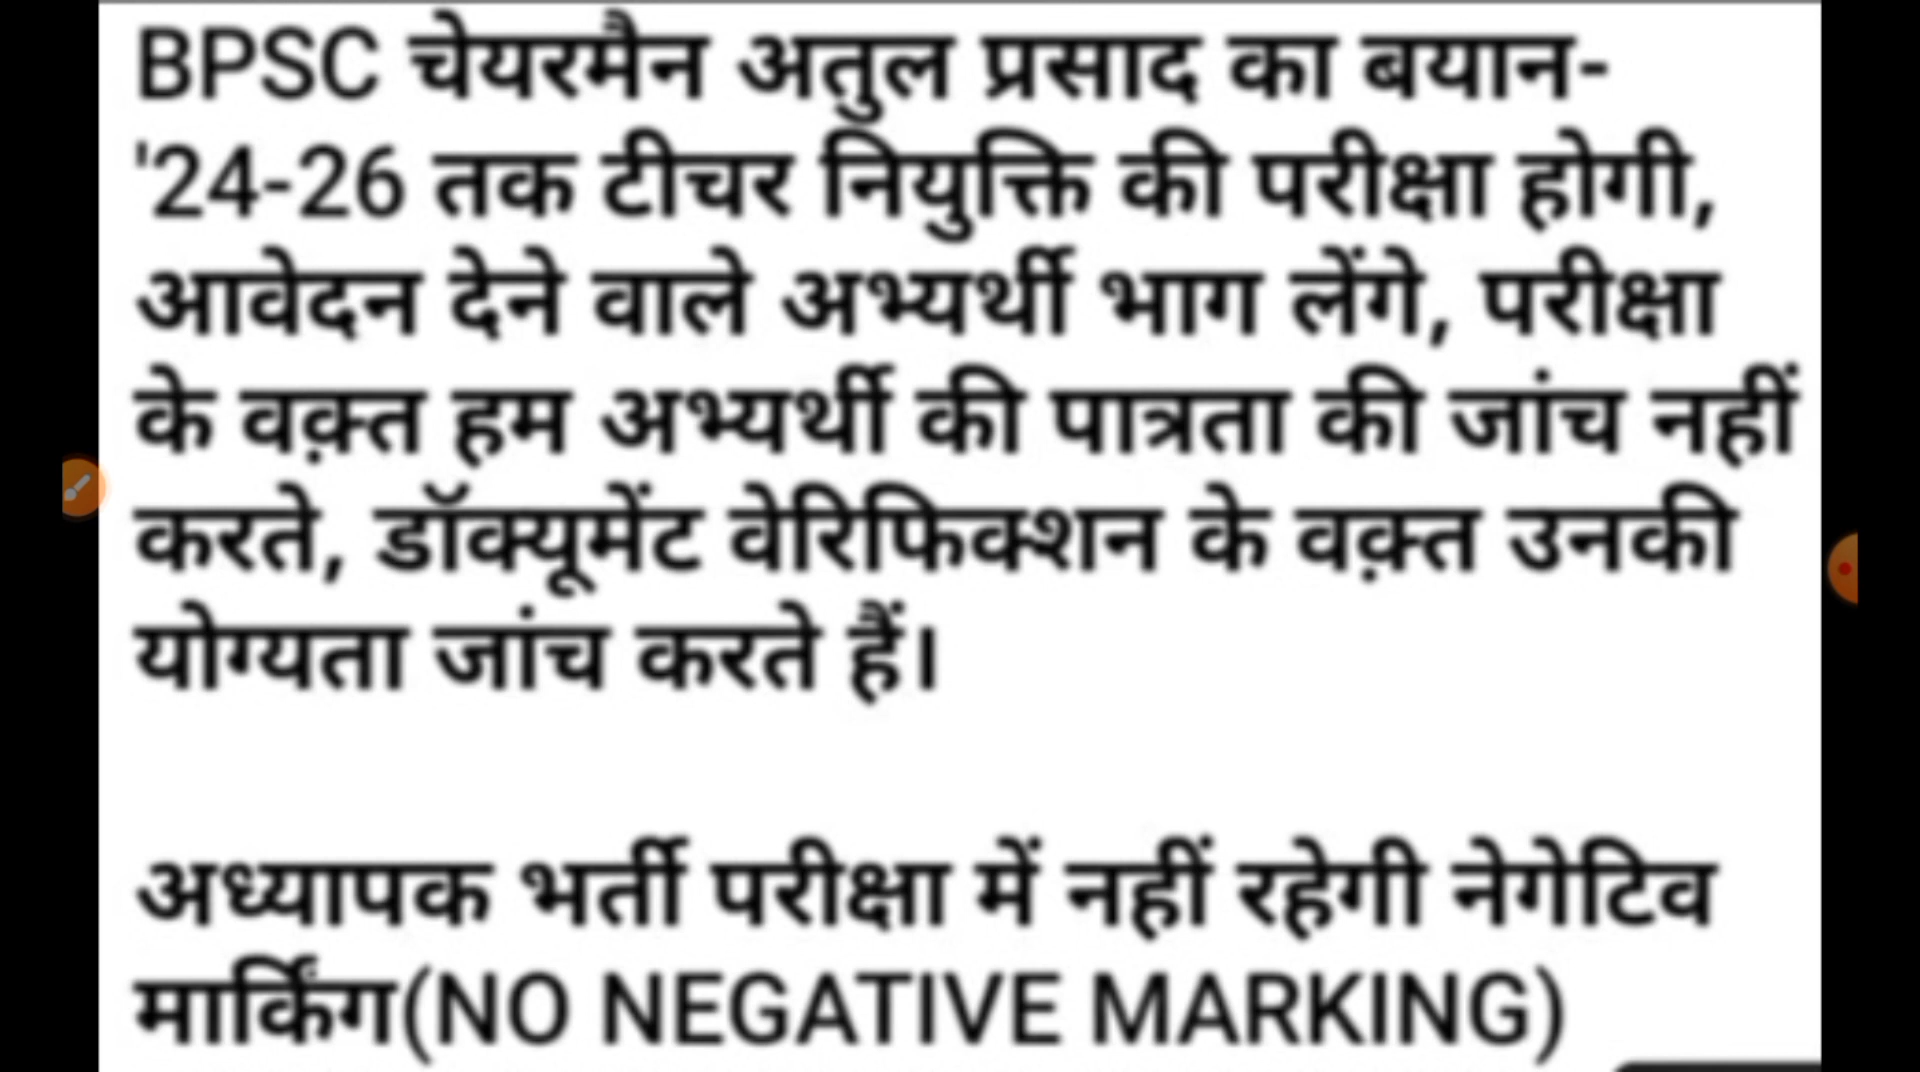 BPSC चेयरमैन अतुल प्रसाद का बयान-
'24-26 तक टीचर नियुक्ति की परीक्षा होगी,
आवेदन देने वाले अभ्यर्थी भाग लेंगे, परीक्षा
के वक़्त हम अभ्यर्थी की पात्रता की जांच नहीं
करते, डॉक्यूमेंट वेरिफिक्शन के वक़्त उनकी
योग्यता जांच करते हैं।
अध्यापक भर्ती परीक्षा में नहीं रहेगी नेगेटिव
मार्किंग(NO NEGATIVE MARKING)